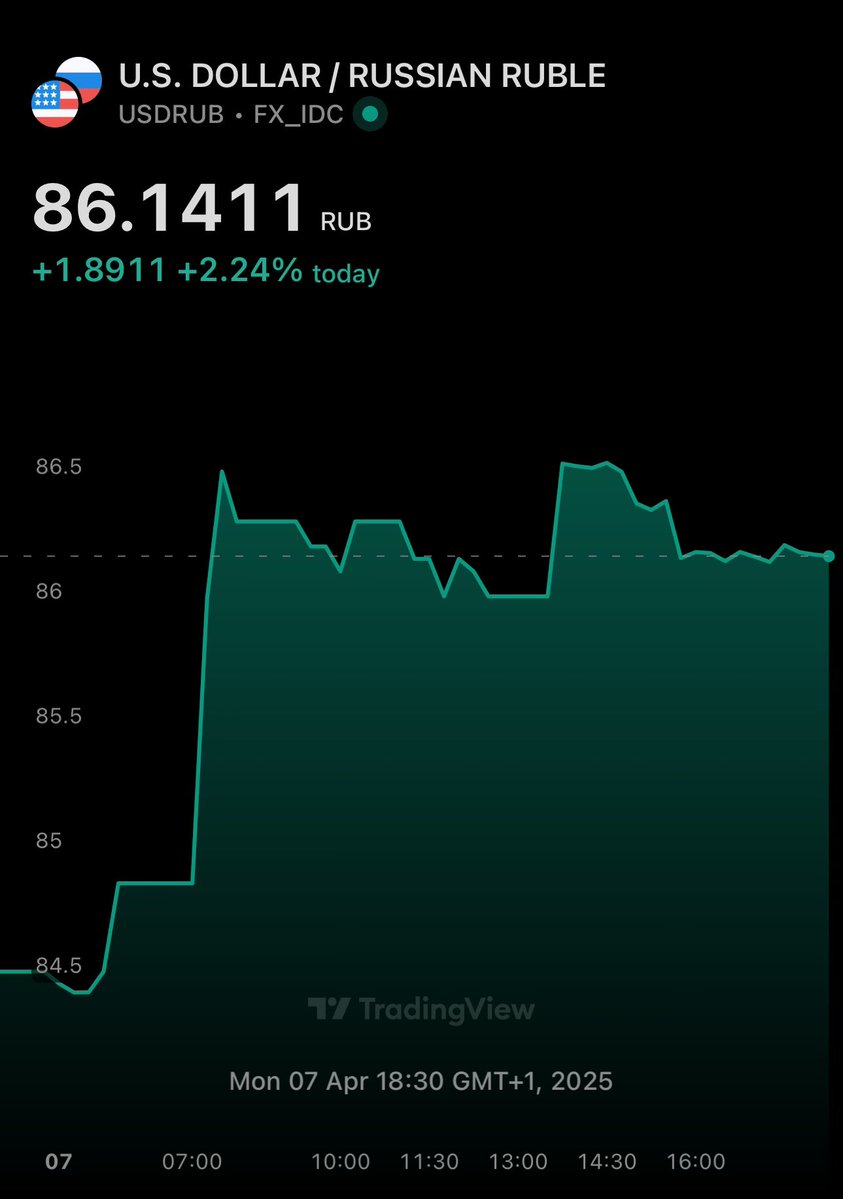 U.S. DOLLAR / RUSSIAN RUBLE
USDRUB • FX_IDC
86.1411 RUB
+1.8911 +2.24% today
86.5
86
85.5
85
84.5
TradingView
Mon 07 Apr 18:30 GMT+1, 2025
07 07:00 10:00 11:30 13:00 14:30 16:00